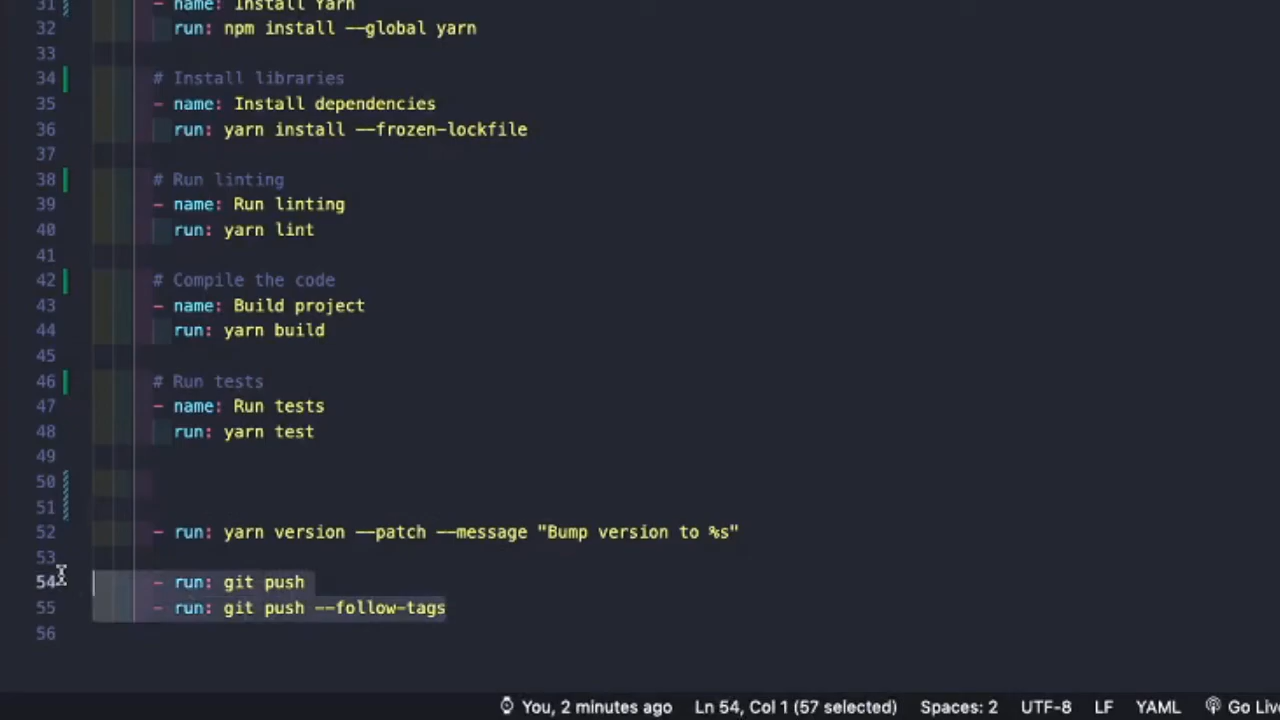 31 - name: Install Yarn
32 run: npm install --global yarn
33
34 # Install libraries
35 - name: Install dependencies
36 run: yarn install --frozen-lockfile
37
38 # Run linting
39 - name: Run linting
40 run: yarn lint
41
42 # Compile the code
43 - name: Build project
44 run: yarn build
45
46 # Run tests
47 - name: Run tests
48 run: yarn test
49
50
51
52 - run: yarn version --patch --message "Bump version to %s"
53
54 - run: git push
55 - run: git push --follow-tags
56
You, 2 minutes ago Ln 54, Col 1 (57 selected) Spaces: 2 UTF-8 LF YAML Go Liv